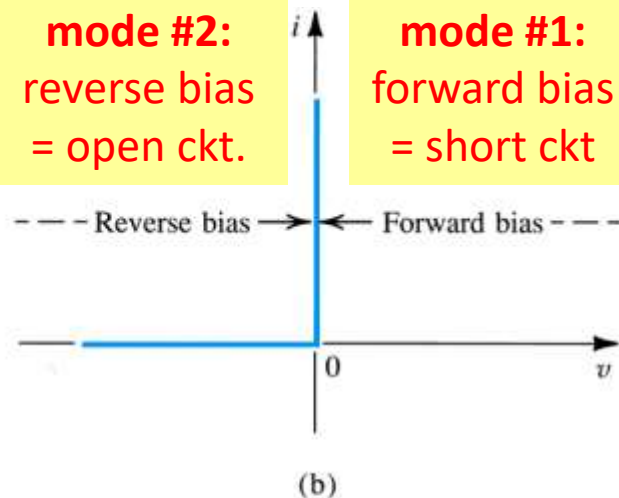 mode #2:
reverse bias
= open ckt.
i
mode #1:
forward bias
= short ckt
Reverse bias
Forward bias
0
v
(b)